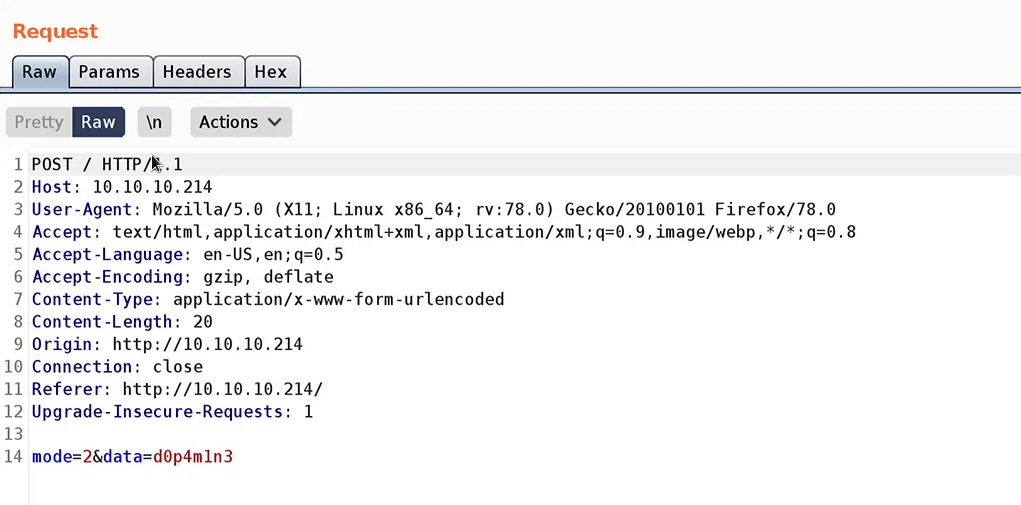 Request
Raw Params Headers Hex
Pretty Raw \n Actions
1 POST / HTTP/ .1
2 Host: 10.10.10.214
3 User-Agent: Mozilla/5.0 (X11; Linux x86_64; rv:78.0) Gecko/20100101 Firefox/78.0
4 Accept: text/html,application/xhtml+xml,application/xml;q=0.9,image/webp,*/*;q=0.8
5 Accept-Language: en-US,en;q=0.5
6 Accept-Encoding: gzip, deflate
7 Content-Type: application/x-www-form-urlencoded
8 Content-Length: 20
9 Origin: http://10.10.10.214
10 Connection: close
11 Referer: http://10.10.10.214/
12 Upgrade-Insecure-Requests: 1
13
14 mode=2&data=d0p4m1n3